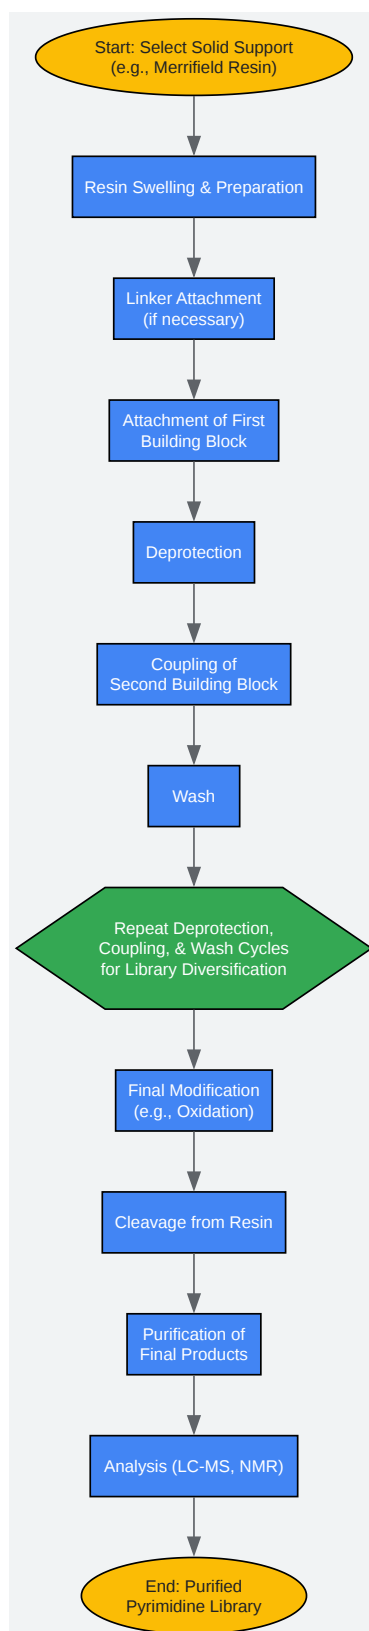 Start: Select Solid Support
(e.g., Merrifield Resin)
Resin Swelling & Preparation
Linker Attachment
(if necessary)
Attachment of First
Building Block
Deprotection
Coupling of
Second Building Block
Wash
Repeat Deprotection,
Coupling, & Wash Cycles
for Library Diversification
Final Modification
(e.g., Oxidation)
Cleavage from Resin
Purification of
Final Products
Analysis (LC-MS, NMR)
End: Purified
Pyrimidine Library